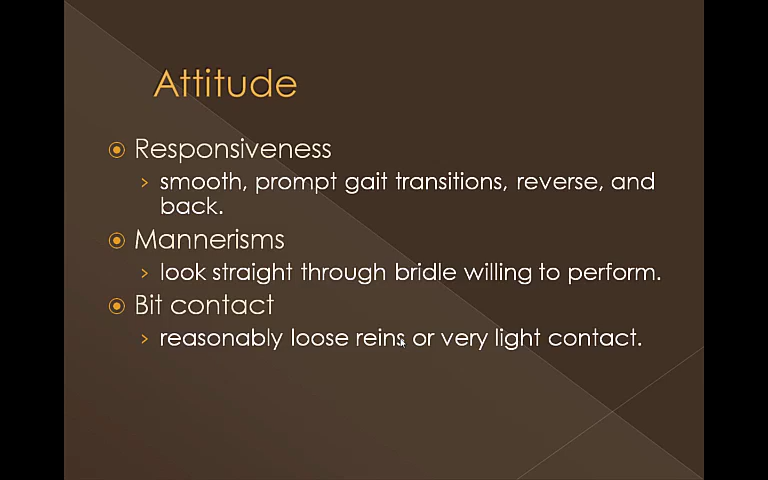 Attitude
Responsiveness
smooth, prompt gait transitions, reverse, and
back.
Mannerisms
look straight through bridle willing to perform.
Bit contact
reasonably loose reins or very light contact.